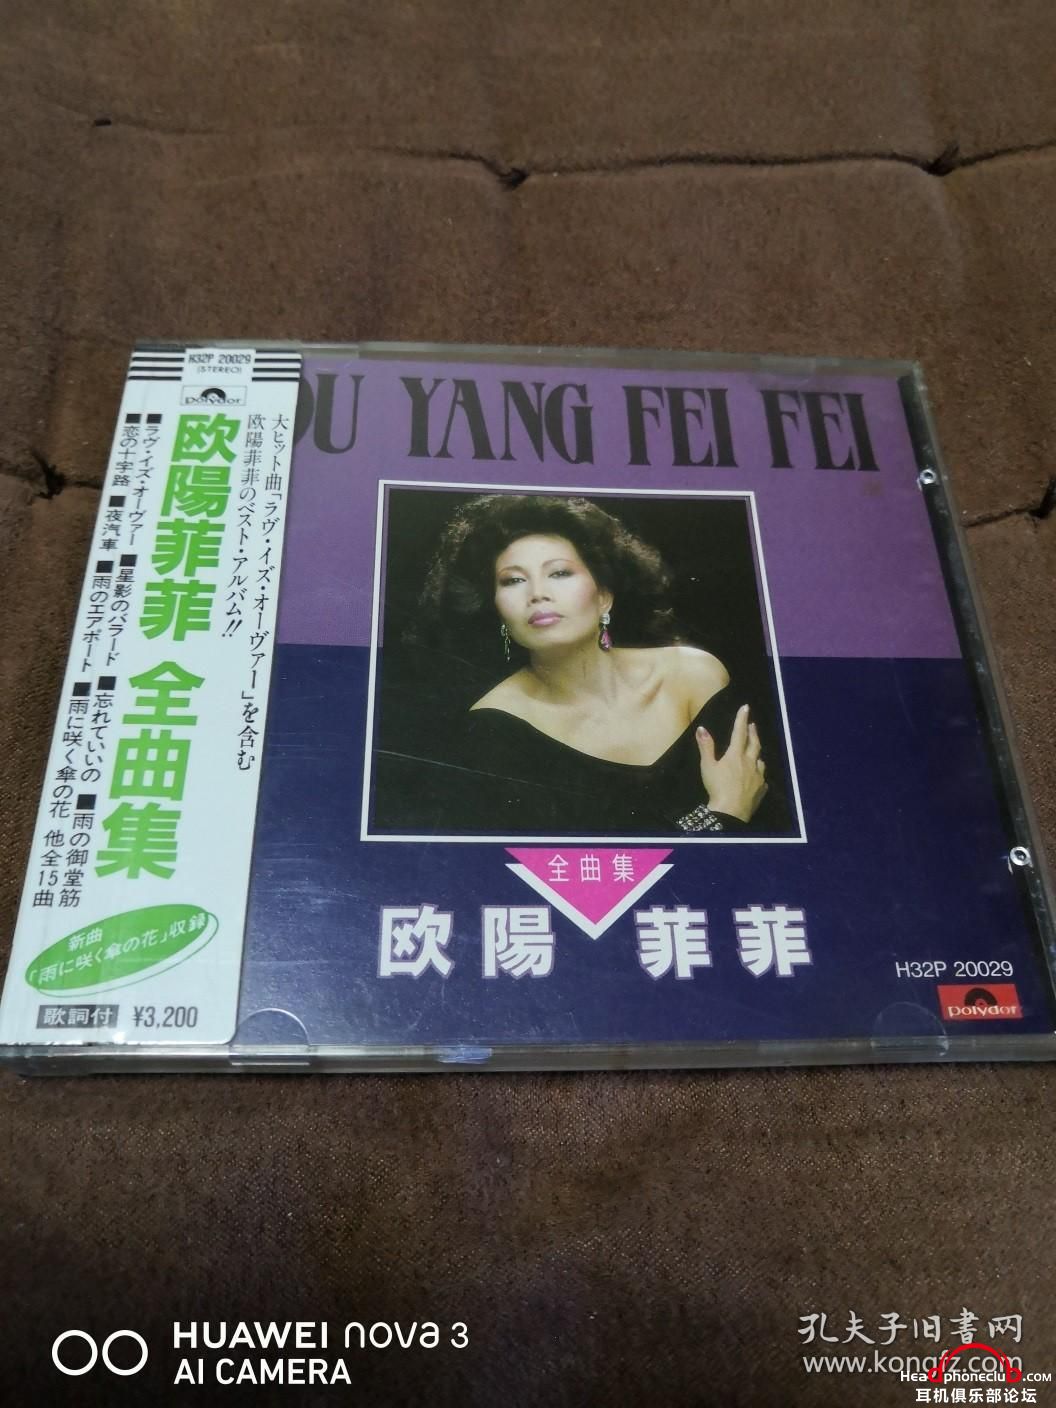 H32P 20029
(STEREO)
polydor
大ヒット曲「ラヴ・イズ・オーヴァー」を含む
欧陽菲菲のベスト・アルバム!!
欧陽菲菲 全曲集
■ラヴ・イズ・オーヴァー ■星影のバラード ■忘れていいの ■雨の御堂筋
■恋の十字路 ■夜汽車 ■雨のエアポート ■雨に咲く傘の花 他全15曲
新曲
「雨に咲く傘の花」収録
歌詞付 ¥3,200
OU YANG FEI FEI
全曲集
欧陽菲菲
H32P 20029
polydor
HUAWEI nova 3
AI CAMERA
孔夫子旧书网
www.kongfz.com
Headphoneclub.com
耳机俱乐部论坛